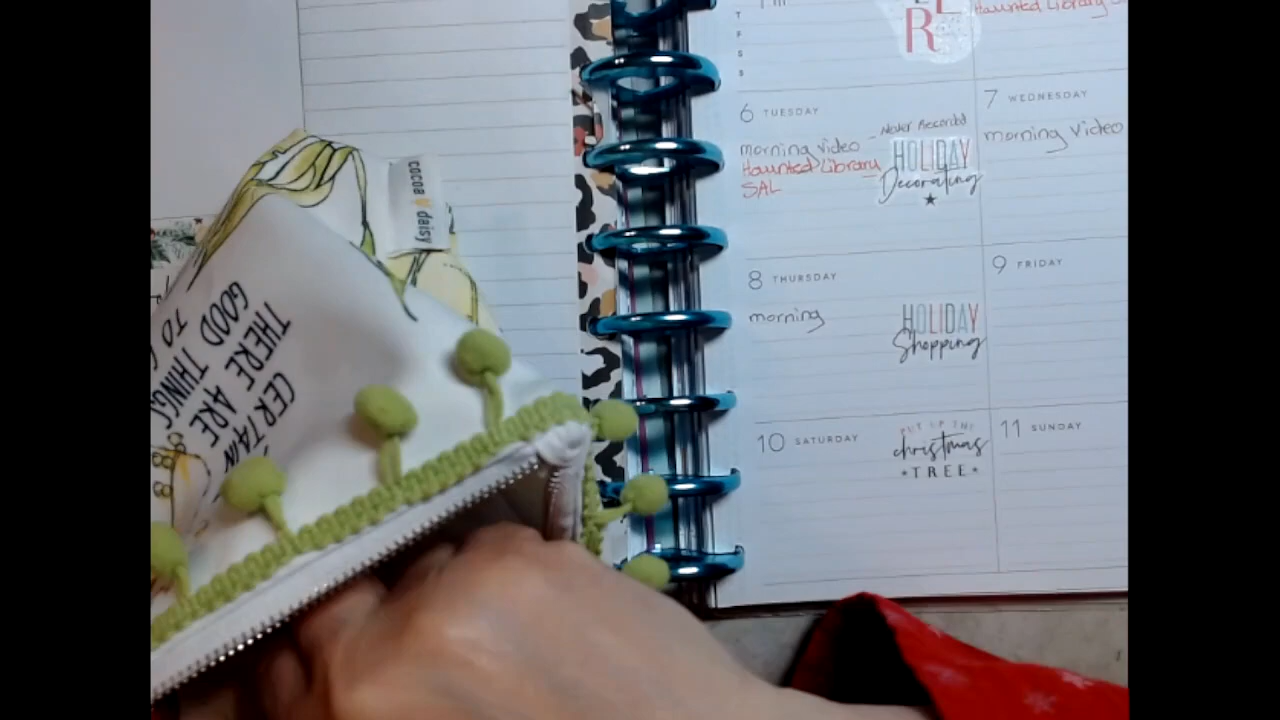 T
F
S
S
R
Haunted Library
6 TUESDAY
morning video - Never Recorded
Haunted Library
SAL
HOLIDAY
Decorating
7 WEDNESDAY
morning video
8 THURSDAY
morning
HOLIDAY
Shopping
9 FRIDAY
10 SATURDAY
PUT UP THE
christmas
TREE
11 SUNDAY
cocoa daisy
CERTAIN
THERE ARE
GOOD THINGS
TO